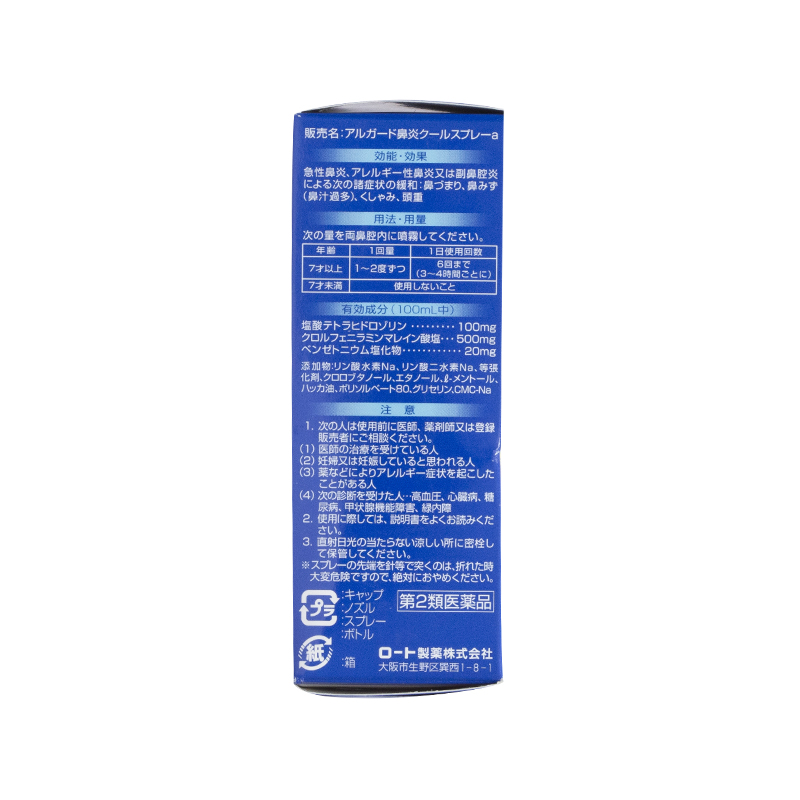 販売名:アルガード鼻炎クールスプレーa
効能・効果
急性鼻炎、アレルギー性鼻炎又は副鼻腔炎
による次の諸症状の緩和:鼻づまり、鼻みず
(鼻汁過多)、くしゃみ、頭重
用法・用量
次の量を両鼻腔内に噴霧してください。
年齢 1回量 1日使用回数
7才以上 1〜2度ずつ 6回まで
(3〜4時間ごとに)
7才未満 使用しないこと
有効成分(100mL中)
塩酸テトラヒドロゾリン ……… 100mg
クロルフェニラミンマレイン酸塩… 500mg
ベンゼトニウム塩化物………… 20mg
添加物:リン酸水素Na、リン酸二水素Na、等張
化剤、クロロブタノール、エタノール、ℓ-メントール、
ハッカ油、ポリソルベート80、グリセリン、CMC-Na
注意
1. 次の人は使用前に医師、薬剤師又は登録
販売者にご相談ください。
(1) 医師の治療を受けている人
(2) 妊婦又は妊娠していると思われる人
(3) 薬などによりアレルギー症状を起こした
ことがある人
(4) 次の診断を受けた人…高血圧、心臓病、糖
尿病、甲状腺機能障害、緑内障
2. 使用に際しては、説明書をよくお読みくだ
さい。
3. 直射日光の当たらない涼しい所に密栓し
て保管してください。
※スプレーの先端を針等で突くのは、折れた時
大変危険ですので、絶対におやめください。
プラ
:キャップ
:ノズル
:スプレー
:ボトル
第2類医薬品
紙
:箱
ロート製薬株式会社
大阪市生野区巽西1-8-1